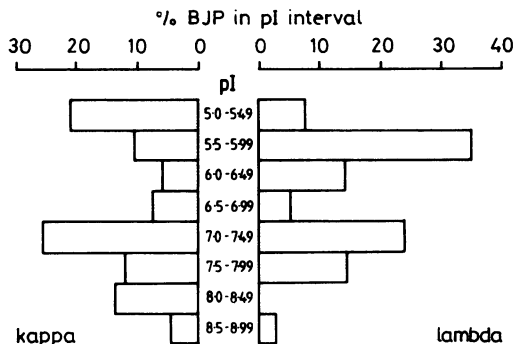 % BJP in pI interval
30 20 10 0 0 10 20 30 40
pI
5·0-5·49
5·5-5·99
6·0-6·49
6·5-6·99
7·0-7·49
7·5-7·99
8·0-8·49
8·5-8·99
kappa lambda